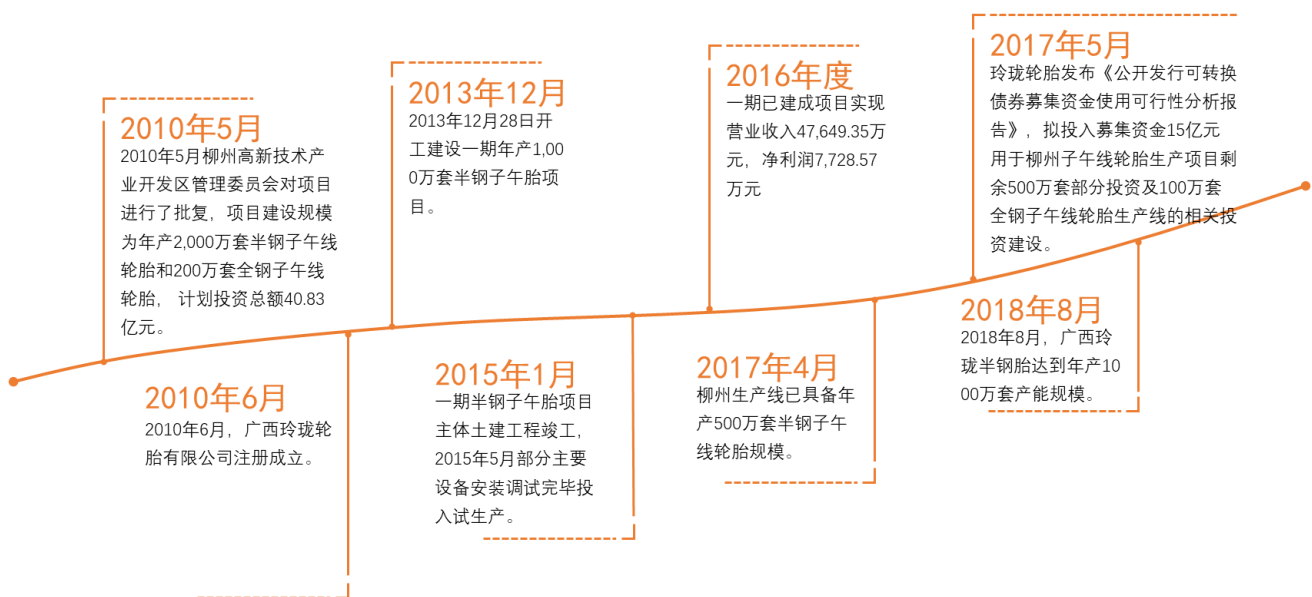 2010年5月
2010年5月柳州高新技术产
业开发区管理委员会对项目
进行了批复，项目建设规模
为年产2,000万套半钢子午线
轮胎和200万套全钢子午线
轮胎， 计划投资总额40.83
亿元。
2010年6月
2010年6月，广西玲珑轮
胎有限公司注册成立。
2013年12月
2013年12月28日开
工建设一期年产1,00
0万套半钢子午胎项
目。
2015年1月
一期半钢子午胎项目
主体土建工程竣工，
2015年5月部分主要
设备安装调试完毕投
入试生产。
2016年度
一期已建成项目实现
营业收入47,649.35万
元，净利润7,728.57
万元
2017年4月
柳州生产线已具备年
产500万套半钢子午
线轮胎规模。
2017年5月
玲珑轮胎发布《公开发行可转换
债券募集资金使用可行性分析报
告》，拟投入募集资金15亿元
用于柳州子午线轮胎生产项目剩
余500万套部分投资及100万套
全钢子午线轮胎生产线的相关投
资建设。
2018年8月
2018年8月，广西玲
珑半钢胎达到年产10
00万套产能规模。